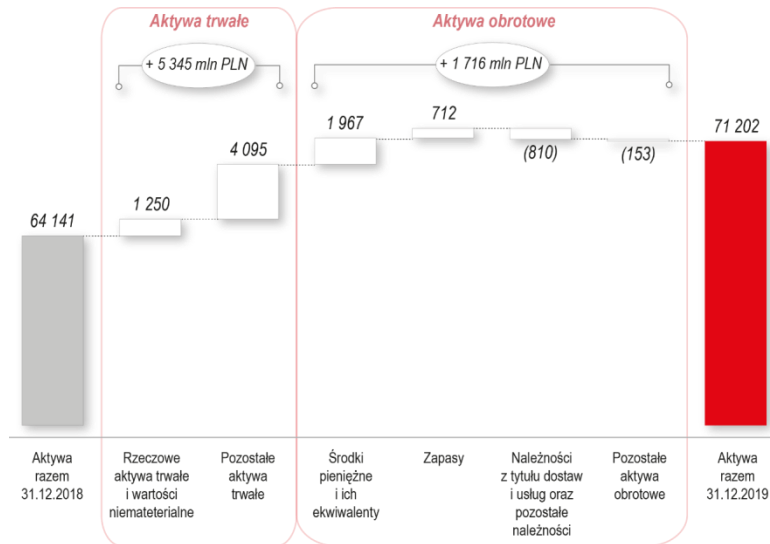 Aktywa trwałe
Aktywa obrotowe
+ 5 345 mln PLN
+ 1 716 mln PLN
64 141
1 250
4 095
1 967
712
(810)
(153)
71 202
Aktywa
razem
31.12.2018
Rzeczowe
aktywa trwałe
i wartości
niemateterialne
Pozostałe
aktywa
trwałe
Środki
pieniężne
i ich
ekwiwalenty
Zapasy
Należności
z tytułu dostaw
i usług oraz
pozostałe
należności
Pozostałe
aktywa
obrotowe
Aktywa
razem
31.12.2019